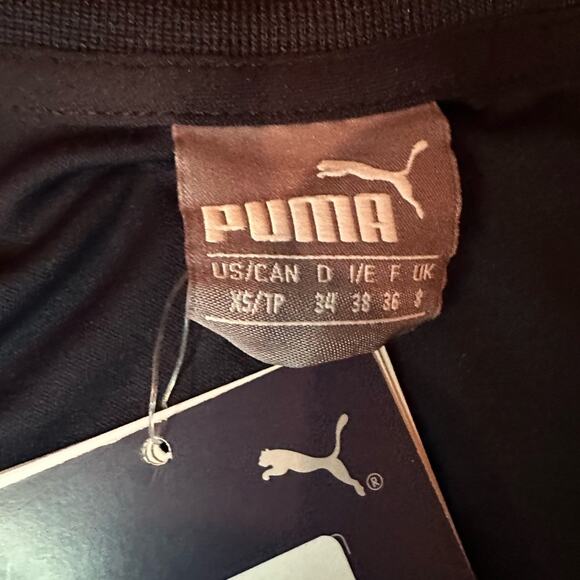 PUMA
US/CAN D I/E F UK
XS/TP 34 38 36 8
®